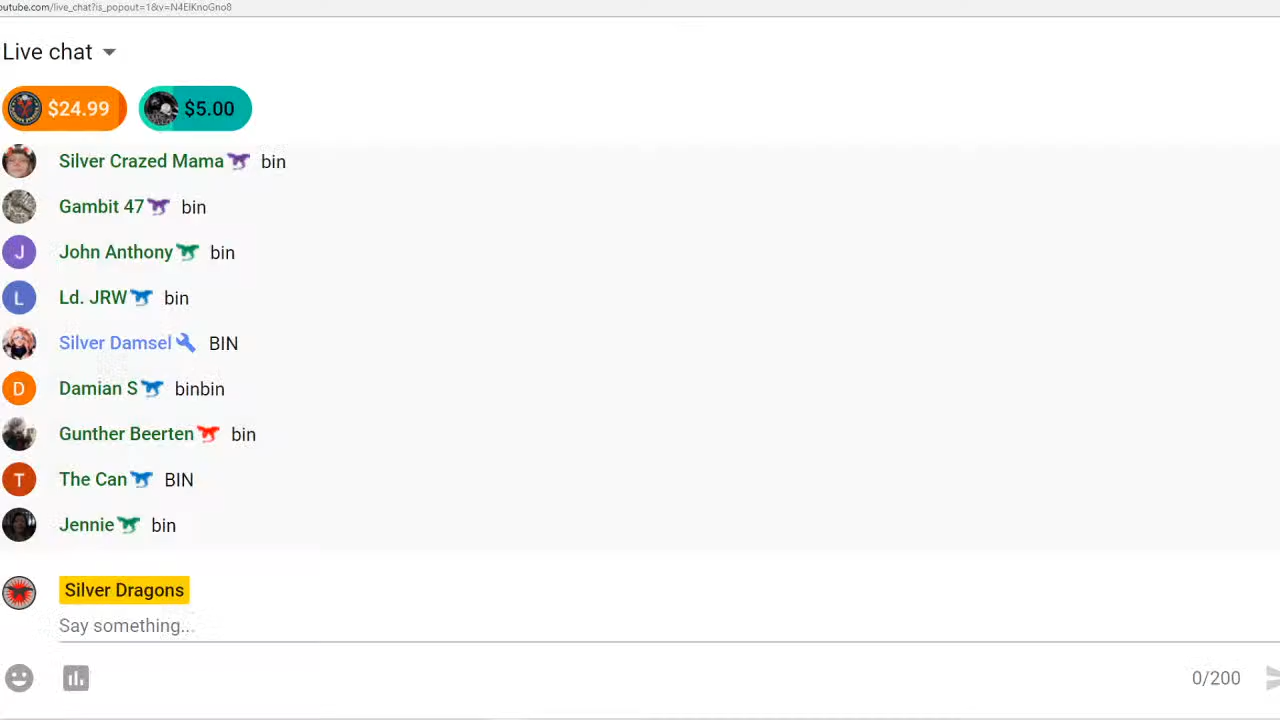 outube.com/live_chat?is_popout=1&v=N4ElKnoGno8
Live chat
$24.99 $5.00
Silver Crazed Mama bin
Gambit 47 bin
J John Anthony bin
L Ld. JRW bin
Silver Damsel BIN
D Damian S binbin
Gunther Beerten bin
T The Can BIN
Jennie bin
Silver Dragons
Say something...
0/200